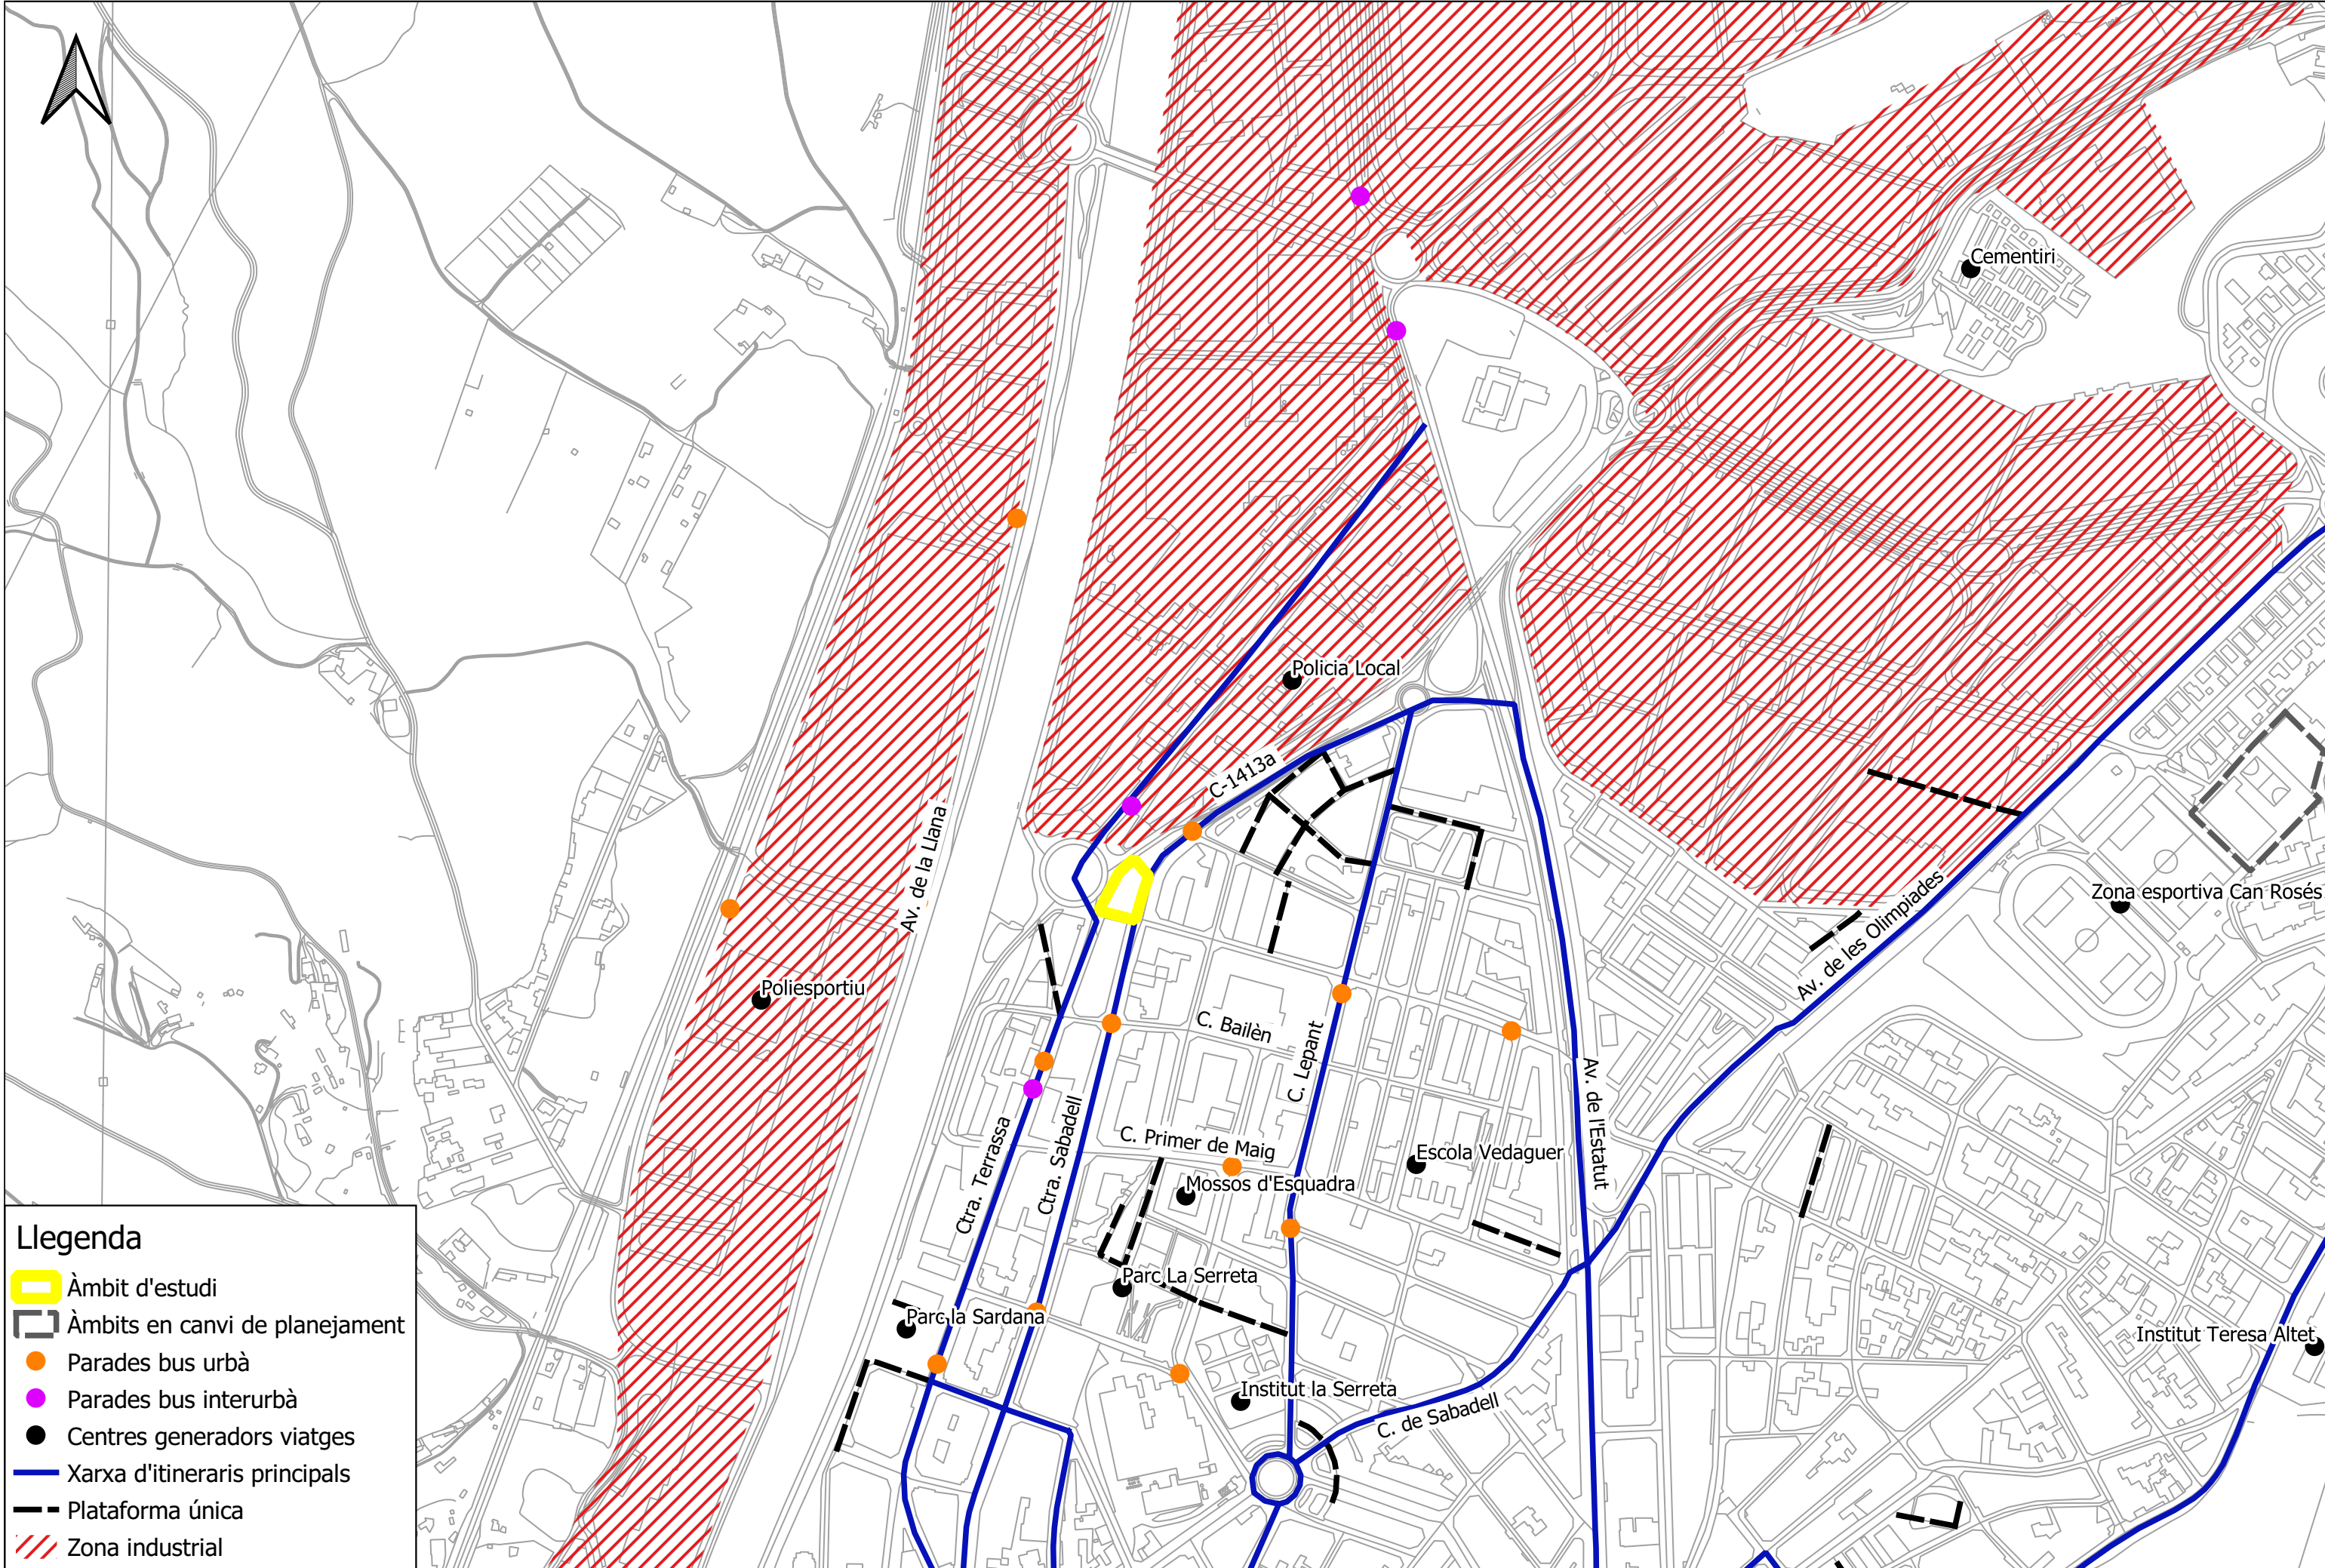 Cementiri
Policia Local
C-1413a
Av. de la Llana
Zona esportiva Can Rosés
Av. de les Olimpiades
Poliesportiu
C. Bailèn
C. Lepant
Av. de l'Estatut
Ctra. Terrassa
Ctra. Sabadell
C. Primer de Maig
Escola Vedaguer
Mossos d'Esquadra
Parc La Serreta
Parc la Sardana
Institut Teresa Altet
Institut la Serreta
C. de Sabadell
Llegenda
Àmbit d'estudi
Àmbits en canvi de planejament
Parades bus urbà
Parades bus interurbà
Centres generadors viatges
Xarxa d'itineraris principals
Plataforma única
Zona industrial